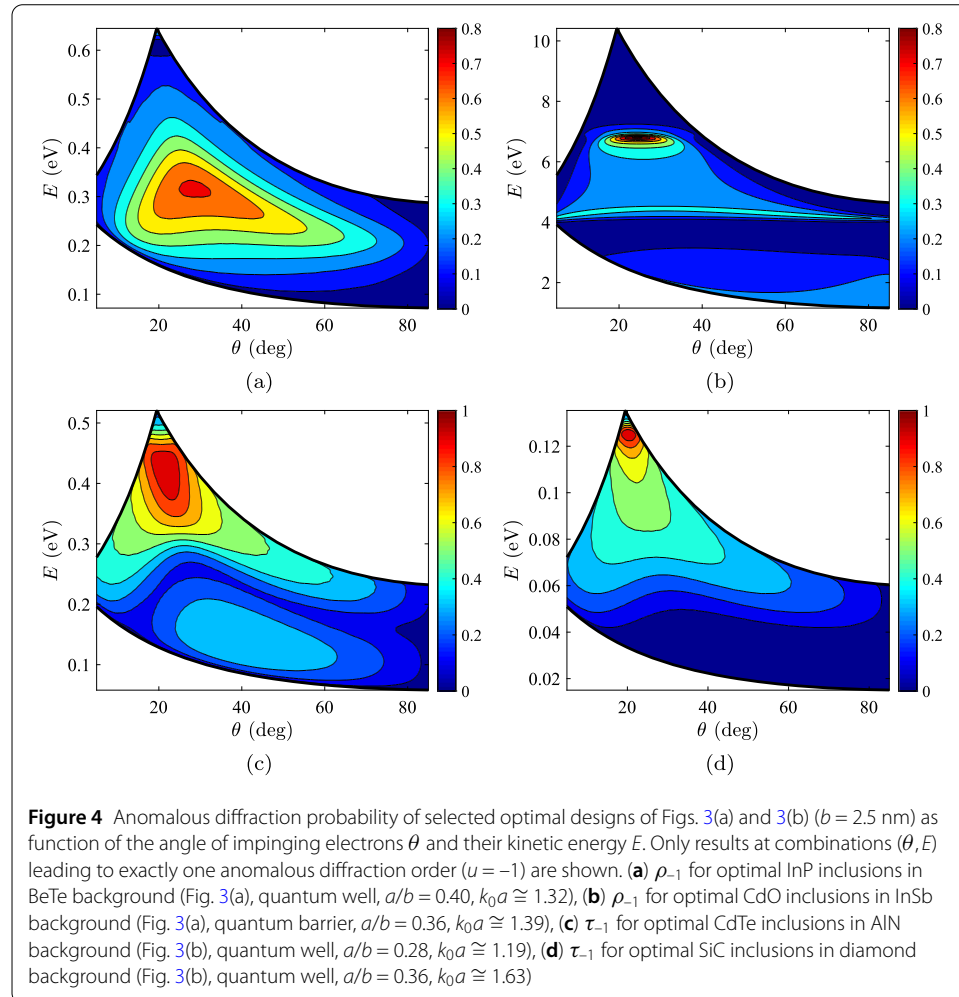 0.8
0.7
0.6
0.5
0.4
0.3
0.2
0.1
0
0.6
0.5
0.4
0.3
0.2
0.1
E (eV)
20 40 60 80
θ (deg)
(a)
0.8
0.7
0.6
0.5
0.4
0.3
0.2
0.1
0
10
8
6
4
2
E (eV)
20 40 60 80
θ (deg)
(b)
1
0.8
0.6
0.4
0.2
0
0.5
0.4
0.3
0.2
0.1
E (eV)
20 40 60 80
θ (deg)
(c)
1
0.8
0.6
0.4
0.2
0
0.12
0.1
0.08
0.06
0.04
0.02
E (eV)
20 40 60 80
θ (deg)
(d)
Figure 4 Anomalous diffraction probability of selected optimal designs of Figs. 3(a) and 3(b) (b = 2.5 nm) as
function of the angle of impinging electrons θ and their kinetic energy E. Only results at combinations (θ, E)
leading to exactly one anomalous diffraction order (u = –1) are shown. (a) ρ₋₁ for optimal InP inclusions in
BeTe background (Fig. 3(a), quantum well, a/b = 0.40, k₀a ≅ 1.32), (b) ρ₋₁ for optimal CdO inclusions in InSb
background (Fig. 3(a), quantum barrier, a/b = 0.36, k₀a ≅ 1.39), (c) τ₋₁ for optimal CdTe inclusions in AlN
background (Fig. 3(b), quantum well, a/b = 0.28, k₀a ≅ 1.19), (d) τ₋₁ for optimal SiC inclusions in diamond
background (Fig. 3(b), quantum well, a/b = 0.36, k₀a ≅ 1.63)